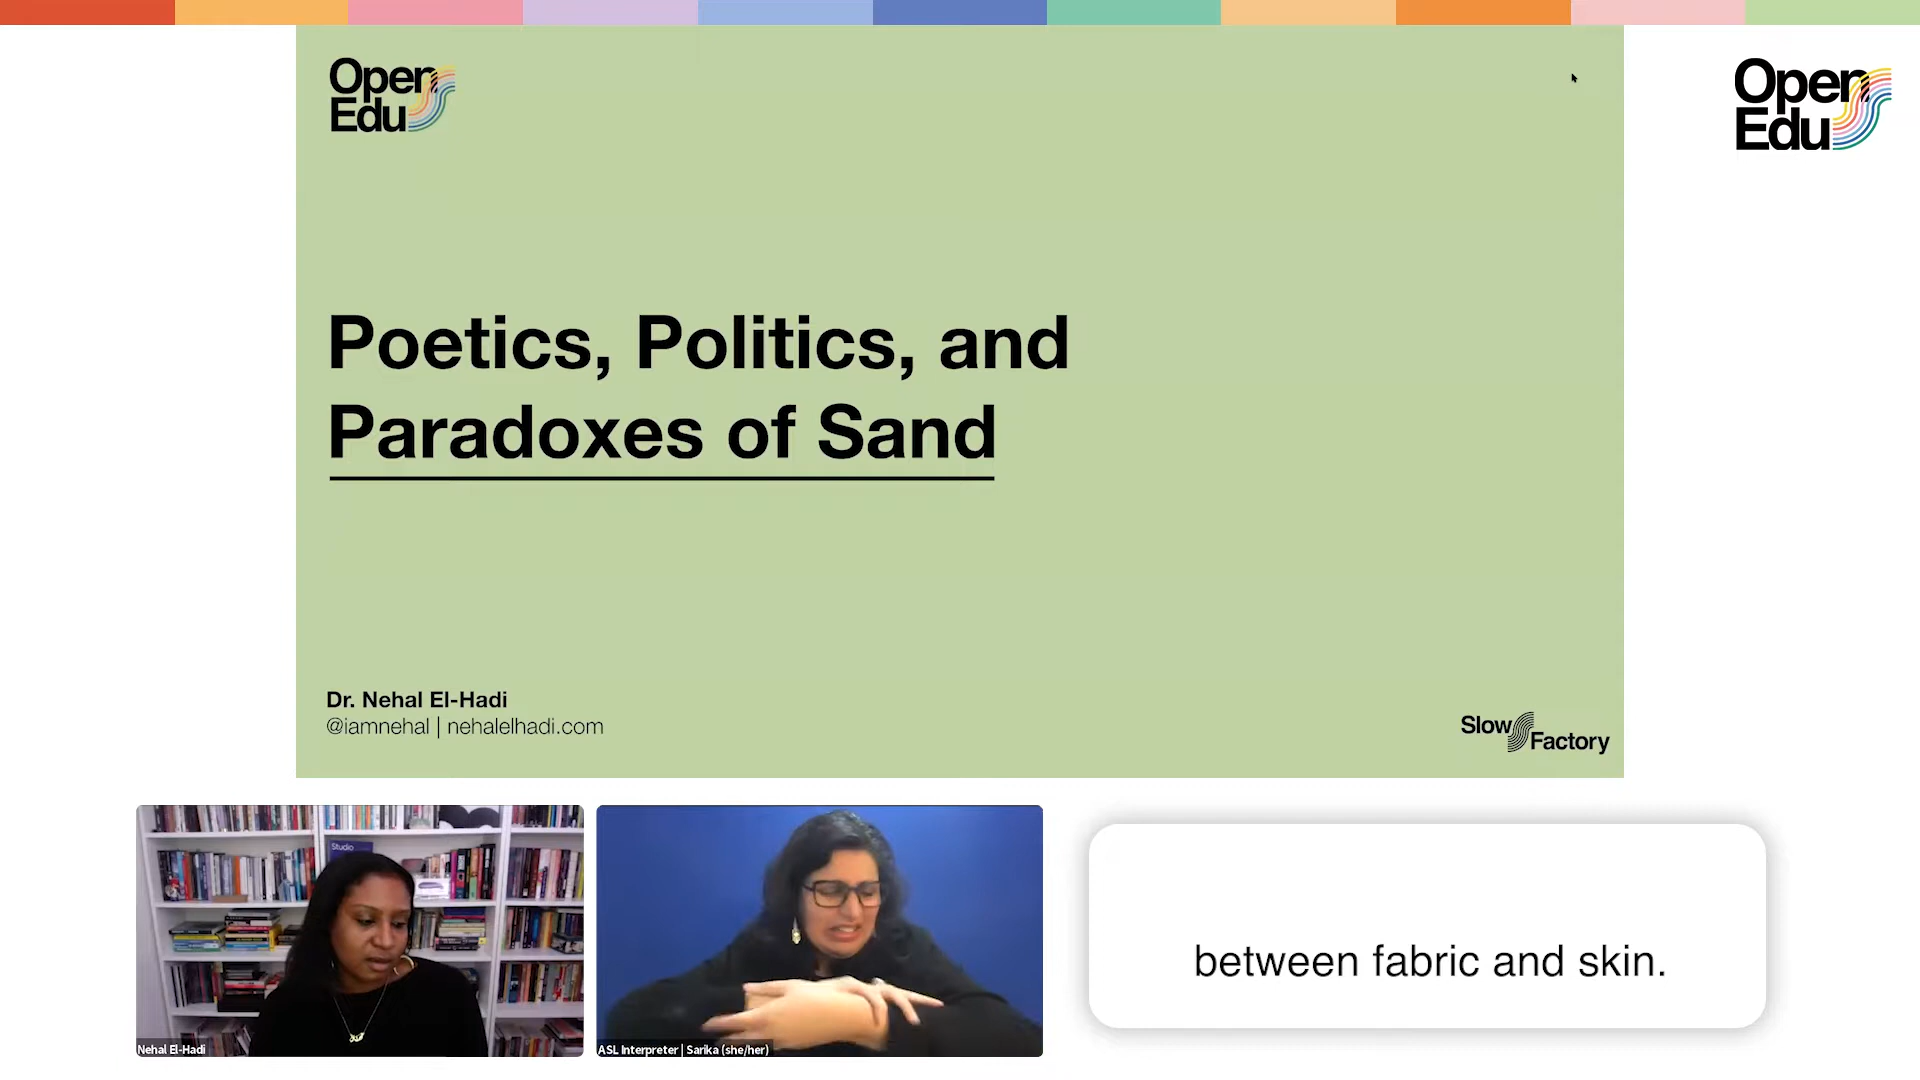 Open
Edu
Open
Edu
Poetics, Politics, and
Paradoxes of Sand
Dr. Nehal El-Hadi
@iamnehal | nehalelhadi.com
Slow
Factory
Studio
Nehal El-Hadi
ASL Interpreter | Sarika (she/her)
between fabric and skin.